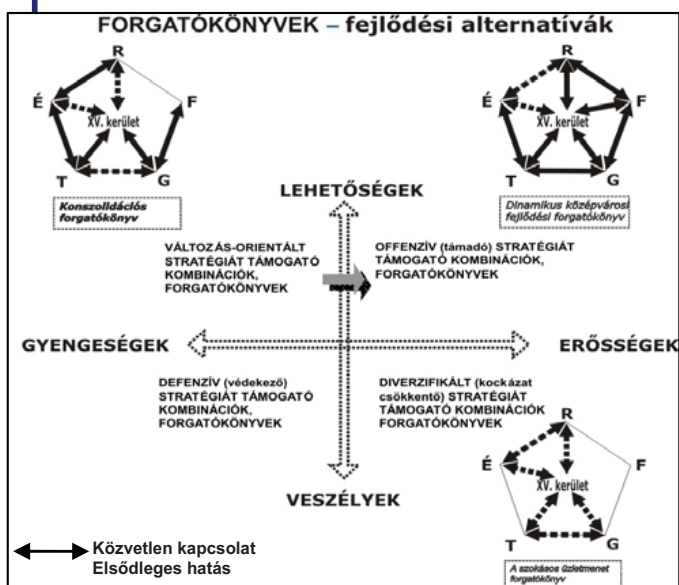 FORGATÓKÖNYVEK – fejlődési alternatívák
R
É
F
XV. kerület
T
G
Konszolidációs
forgatókönyv
R
É
F
XV. kerület
T
G
Dinamikus középvárosi
fejlődési forgatókönyv
LEHETŐSÉGEK
VÁLTOZÁS-ORIENTÁLT
STRATÉGIÁT TÁMOGATÓ
KOMBINÁCIÓK,
FORGATÓKÖNYVEK
OFFENZÍV (támadó) STRATÉGIÁT
TÁMOGATÓ KOMBINÁCIÓK,
FORGATÓKÖNYVEK
GYENGESÉGEK
ERŐSSÉGEK
DEFENZÍV (védekező)
STRATÉGIÁT TÁMOGATÓ
KOMBINÁCIÓK,
FORGATÓKÖNYVEK
DIVERZIFIKÁLT (kockázat
csökkentő) STRATÉGIÁT
TÁMOGATÓ KOMBINÁCIÓK
FORGATÓKÖNYVEK
R
É
F
XV. kerület
T
G
A szokásos üzletmenet
forgatókönyv
VESZÉLYEK
Közvetlen kapcsolat
Elsődleges hatás